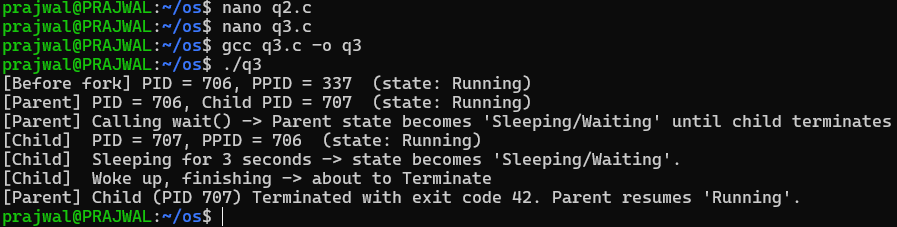 prajwal@PRAJWAL:~/os$ nano q2.c
prajwal@PRAJWAL:~/os$ nano q3.c
prajwal@PRAJWAL:~/os$ gcc q3.c -o q3
prajwal@PRAJWAL:~/os$ ./q3
[Before fork] PID = 706, PPID = 337  (state: Running)
[Parent] PID = 706, Child PID = 707  (state: Running)
[Parent] Calling wait() -> Parent state becomes 'Sleeping/Waiting' until child terminates
[Child]  PID = 707, PPID = 706  (state: Running)
[Child]  Sleeping for 3 seconds -> state becomes 'Sleeping/Waiting'.
[Child]  Woke up, finishing -> about to Terminate
[Parent] Child (PID 707) Terminated with exit code 42. Parent resumes 'Running'.
prajwal@PRAJWAL:~/os$